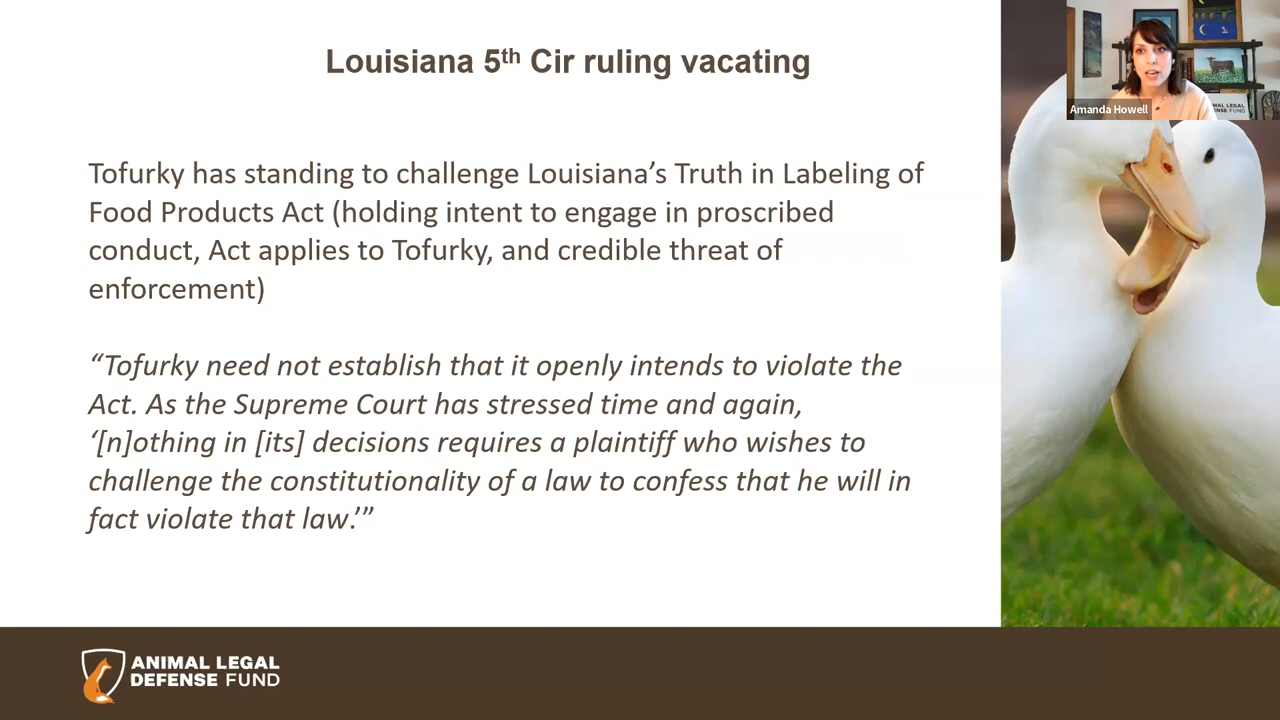 Louisiana 5th Cir ruling vacating
Amanda Howell
Tofurky has standing to challenge Louisiana’s Truth in Labeling of
Food Products Act (holding intent to engage in proscribed
conduct, Act applies to Tofurky, and credible threat of
enforcement)
“Tofurky need not establish that it openly intends to violate the
Act. As the Supreme Court has stressed time and again,
‘[n]othing in [its] decisions requires a plaintiff who wishes to
challenge the constitutionality of a law to confess that he will in
fact violate that law.’”
ANIMAL LEGAL
DEFENSE FUND
LEGAL
FUND